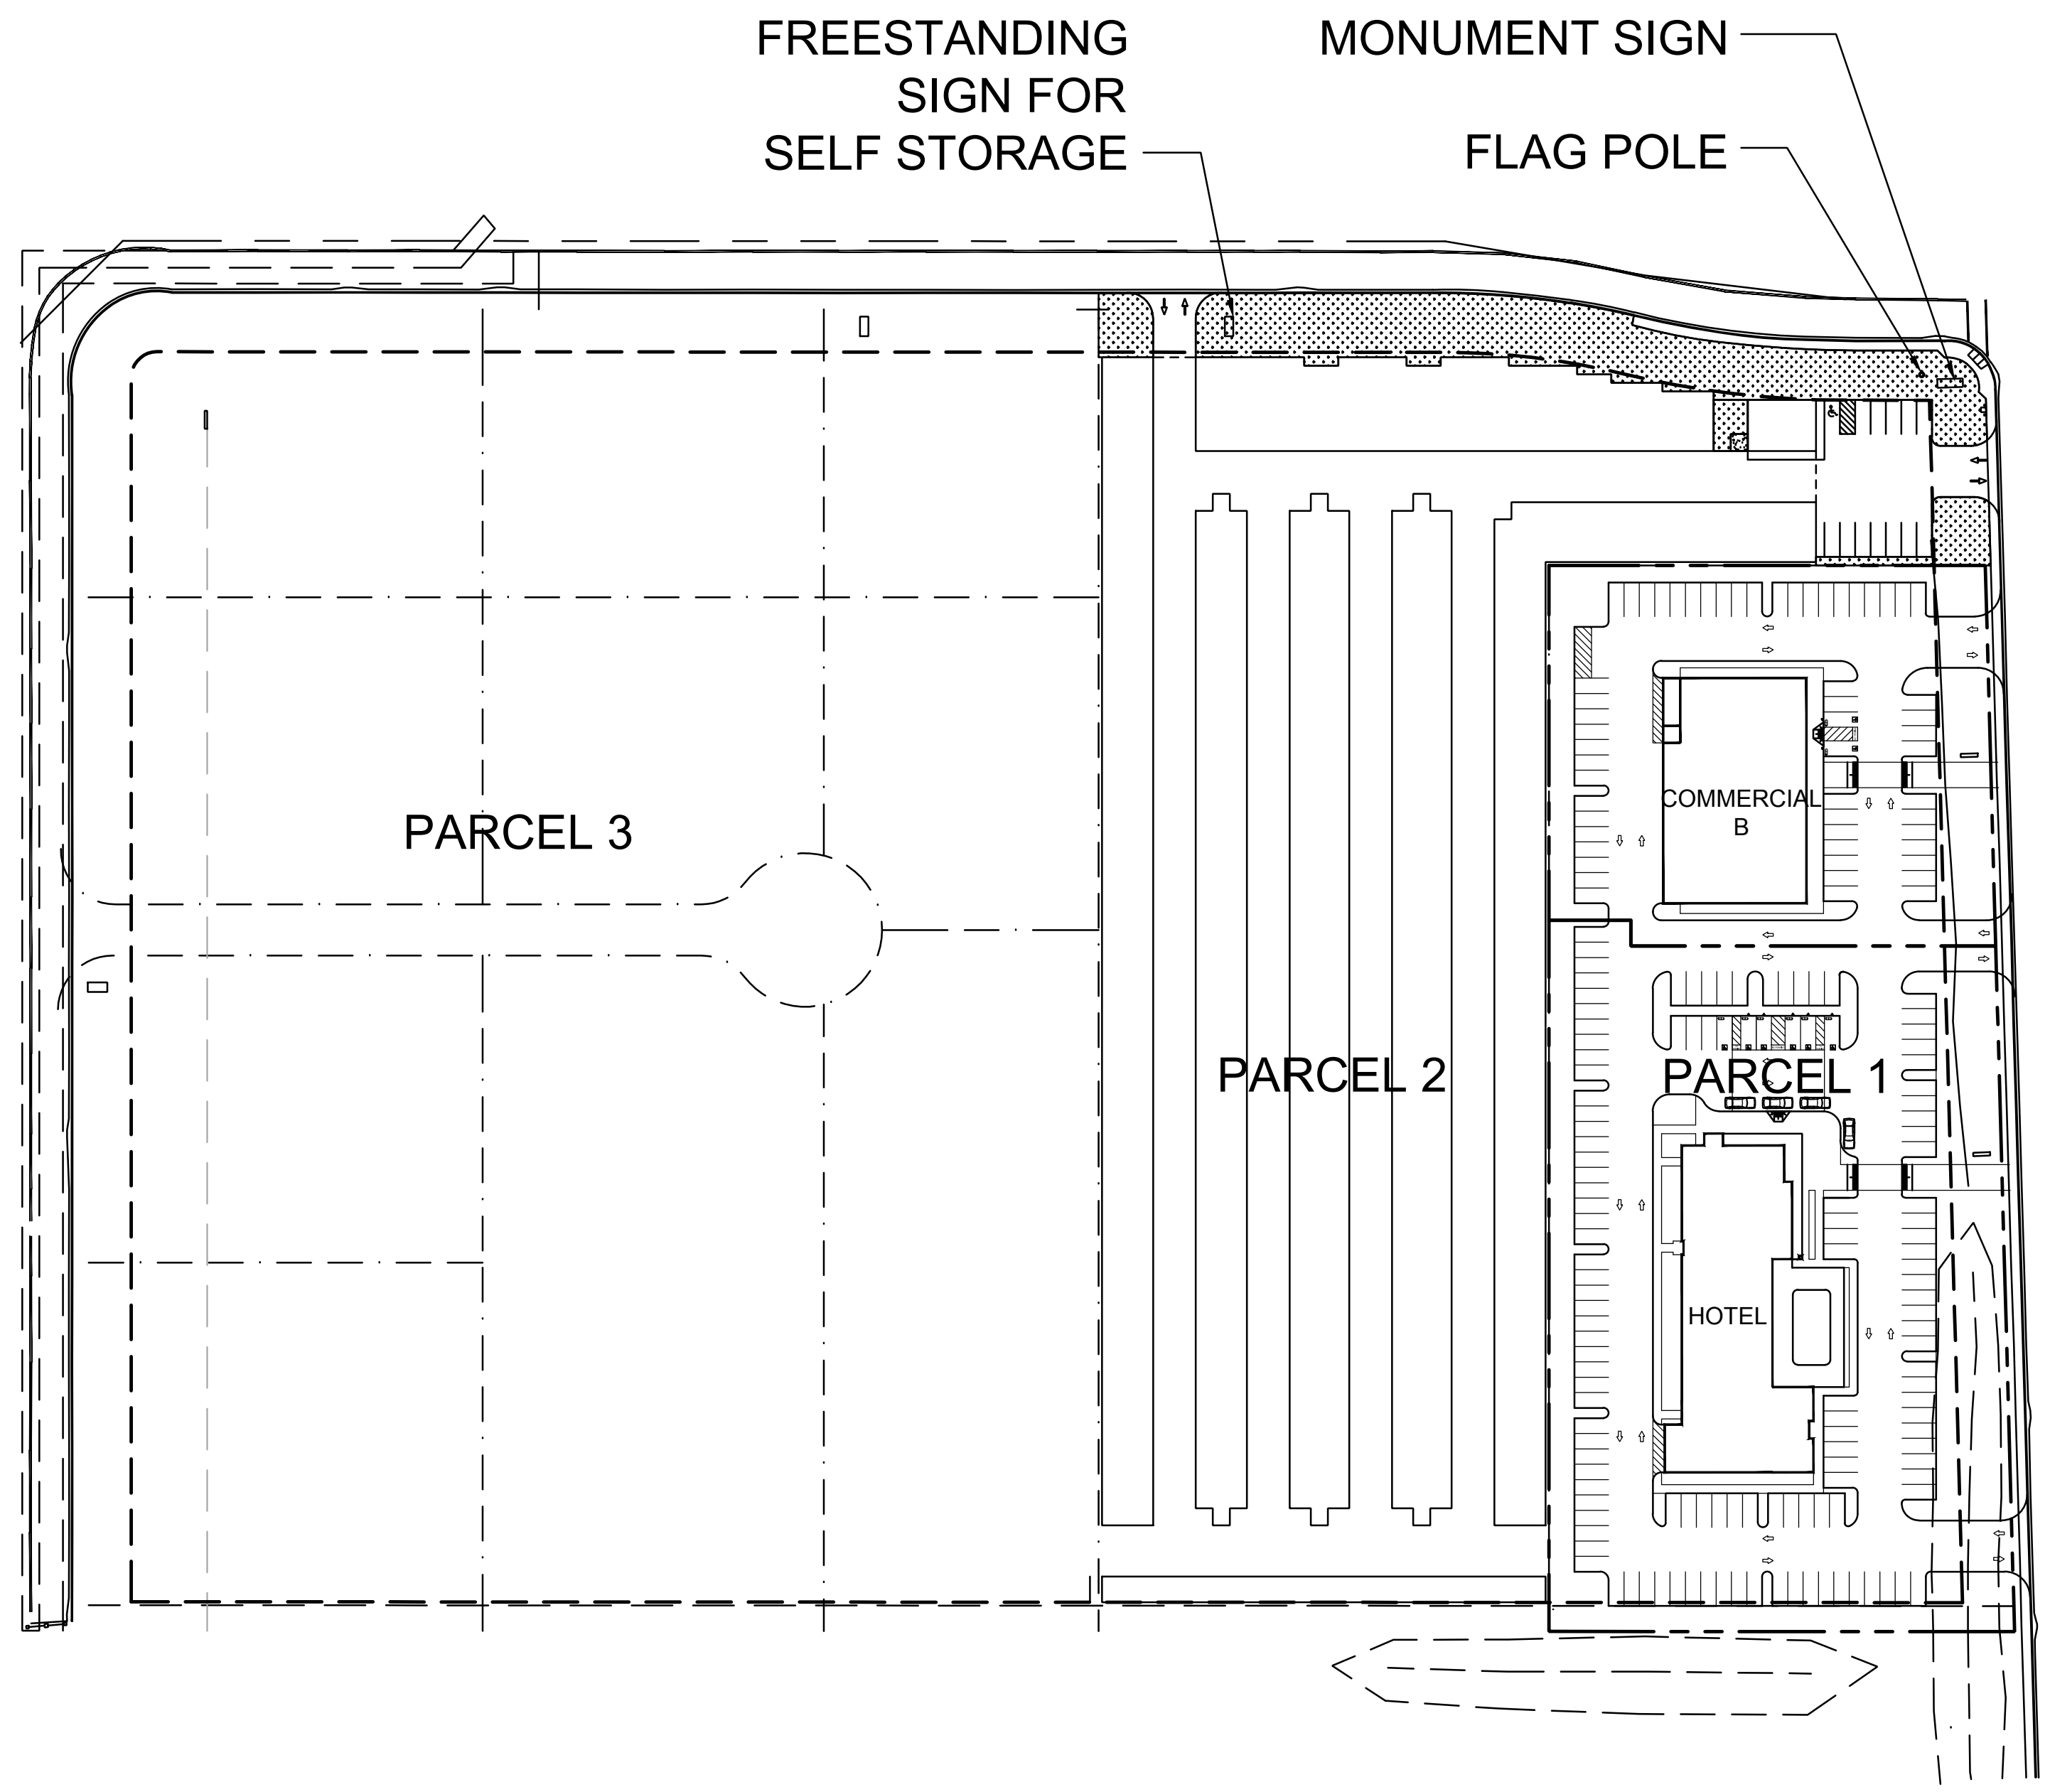 FREESTANDING
SIGN FOR
SELF STORAGE
MONUMENT SIGN
FLAG POLE
PARCEL 3
COMMERCIAL
B
PARCEL 2
PARCEL 1
HOTEL